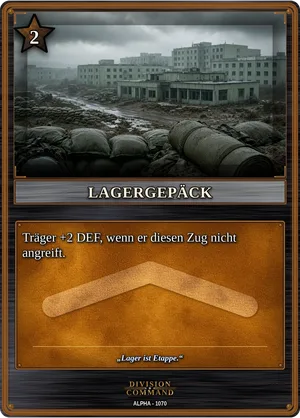 2
LAGERGEPÄCK
Träger +2 DEF, wenn er diesen Zug nicht
angreift.
„Lager ist Etappe.“
DIVISION
COMMAND
ALPHA - 1070